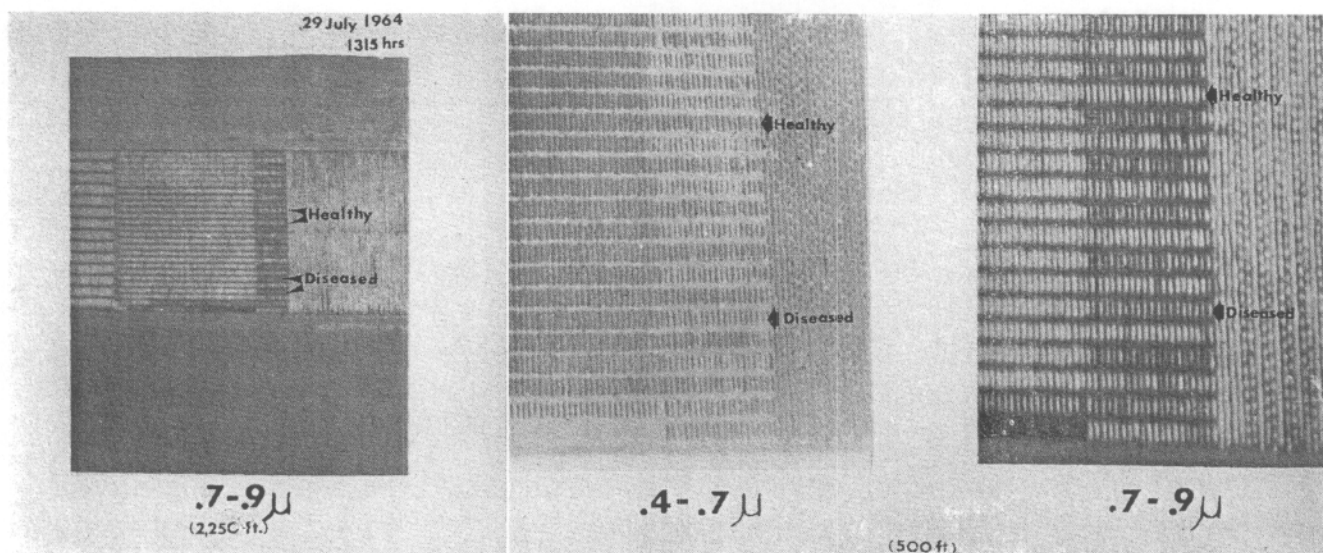 29 July 1964
1315 hrs
Healthy
Diseased
.7-.9μ
(2,250 ft.)
Healthy
Diseased
.4-.7μ
(500 ft)
Healthy
Diseased
.7-.9μ